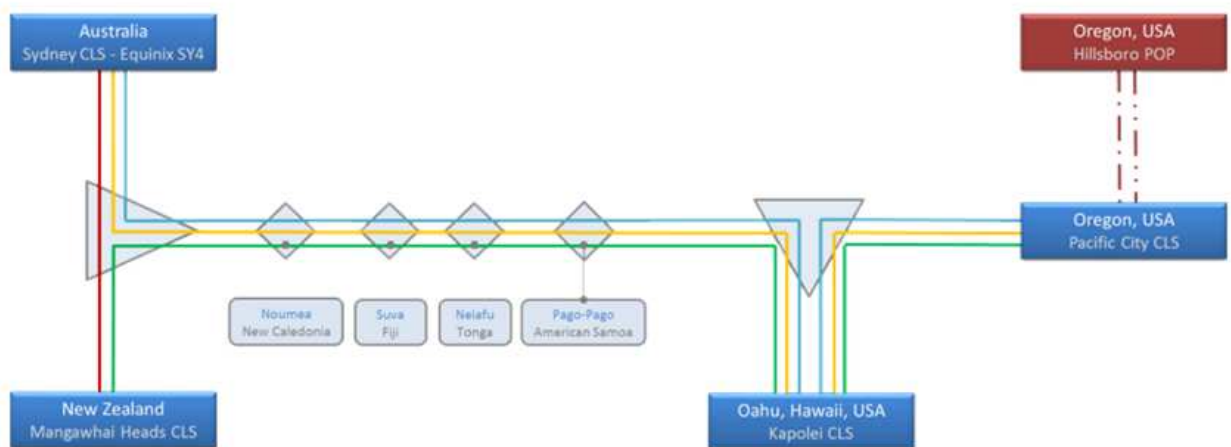 Australia
Sydney CLS - Equinix SY4
Oregon, USA
Hillsboro POP
Oregon, USA
Pacific City CLS
Noumea
New Caledonia
Suva
Fiji
Neiafu
Tonga
Pago-Pago
American Samoa
New Zealand
Mangawhai Heads CLS
Oahu, Hawaii, USA
Kapolei CLS